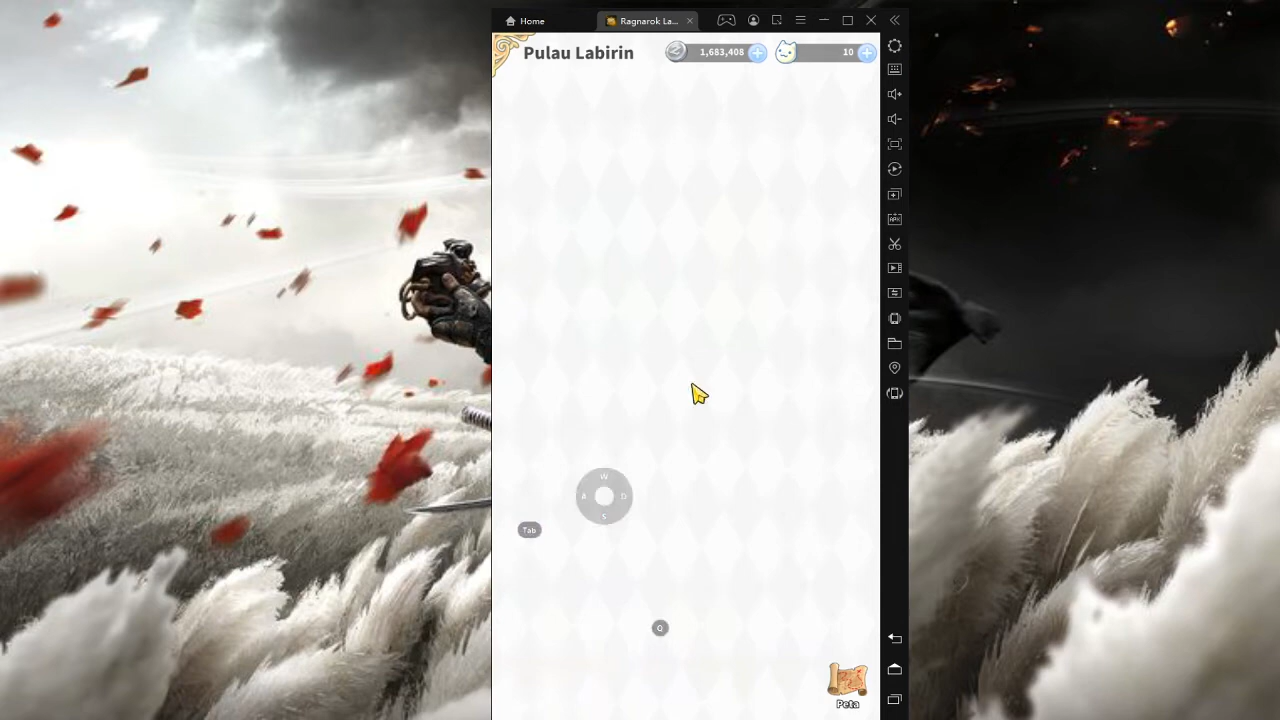 Home
Ragnarok La...
Pulau Labirin
1,683,408
10
W
A
D
S
Tab
Q
Peta